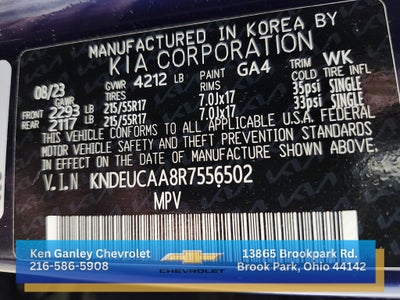 MANUFACTURED IN KOREA BY
KIA CORPORATION
08/23 GVWR 4212 LB PAINT GA4 TRIM WK
GAWR TIRES RIMS COLD PSI
FRONT 2293 LB 215/55R17 7.0Jx17 35psi SINGLE
REAR 2117 LB 215/55R17 7.0Jx17 33psi SINGLE
THIS VEHICLE CONFORMS TO ALL APPLICABLE U.S.A. FEDERAL
MOTOR VEHICLE SAFETY AND THEFT PREVENTION STANDARDS
IN EFFECT ON THE DATE OF MANUFACTURE SHOWN ABOVE.
V.I.N KNDEUCAA8R7556502
MPV
Ken Ganley Chevrolet 13865 Brookpark Rd.
216-586-5908 CHEVROLET Brook Park, Ohio 44142